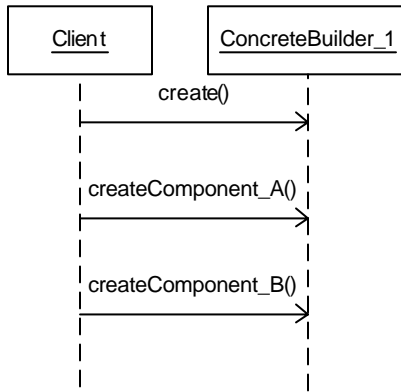 Client
ConcreteBuilder_1
create()
createComponent_A()
createComponent_B()